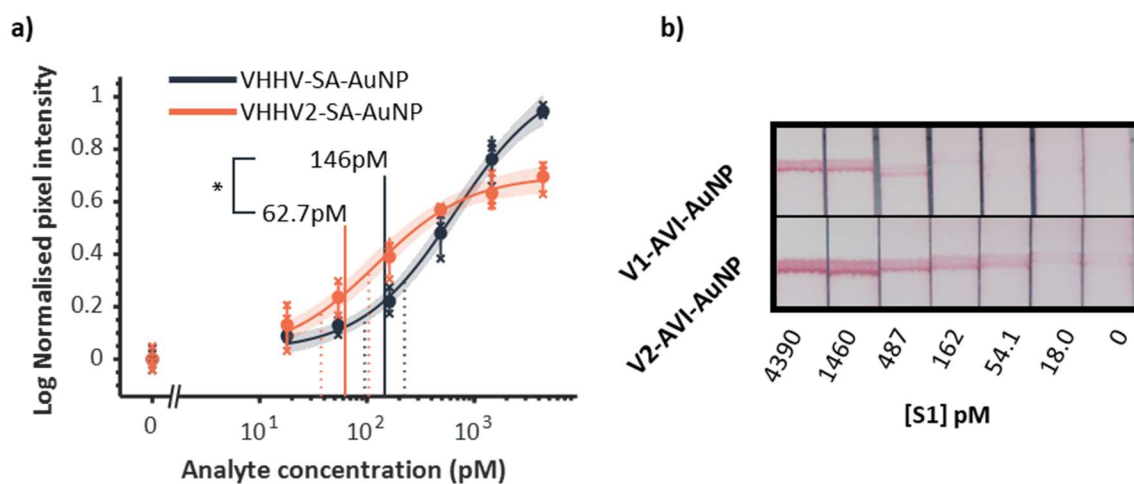 a)
Log Normalised pixel intensity
1
0.8
0.6
0.4
0.2
0
VHHV-SA-AuNP
VHHV2-SA-AuNP
*
146pM
62.7pM
0
10¹
10²
10³
Analyte concentration (pM)
b)
V1-AVI-AuNP
V2-AVI-AuNP
4390
1460
487
162
54.1
18.0
0
[S1] pM